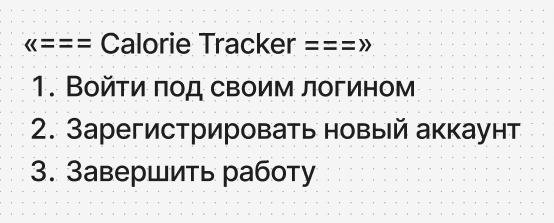 «=== Calorie Tracker ===»
1. Войти под своим логином
2. Зарегистрировать новый аккаунт
3. Завершить работу